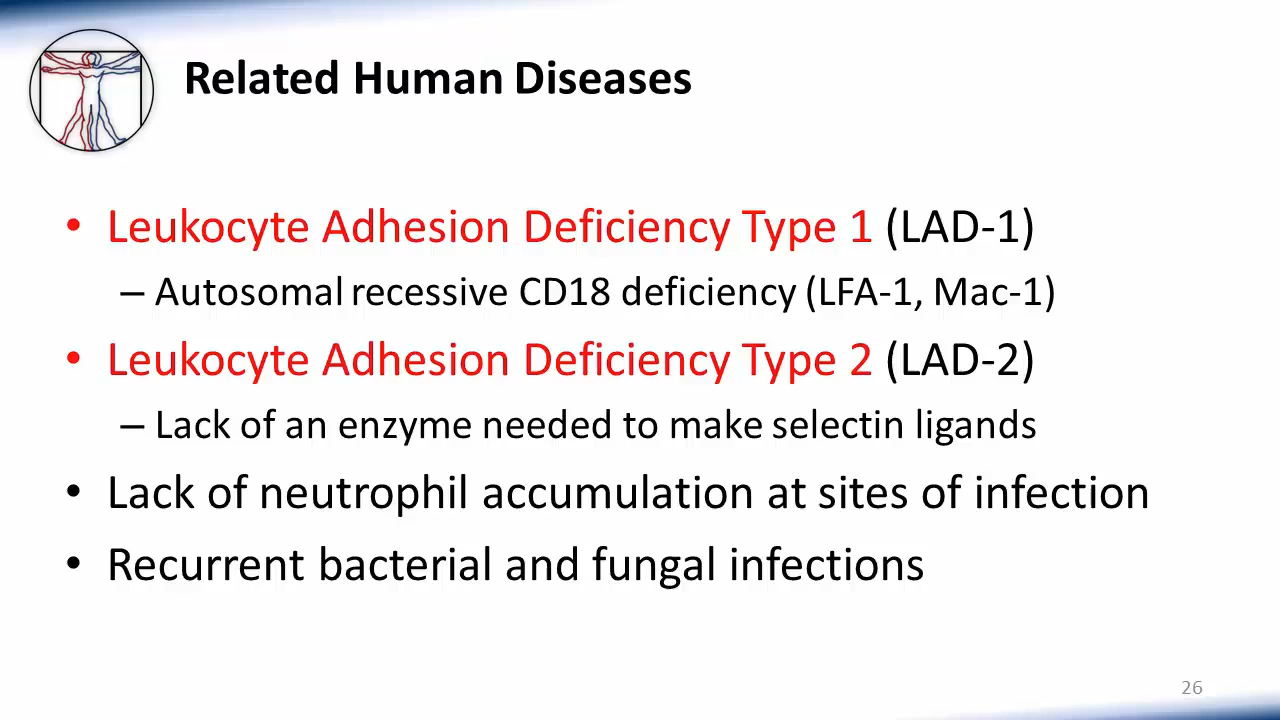 Related Human Diseases
• Leukocyte Adhesion Deficiency Type 1 (LAD-1)
– Autosomal recessive CD18 deficiency (LFA-1, Mac-1)
• Leukocyte Adhesion Deficiency Type 2 (LAD-2)
– Lack of an enzyme needed to make selectin ligands
• Lack of neutrophil accumulation at sites of infection
• Recurrent bacterial and fungal infections
26